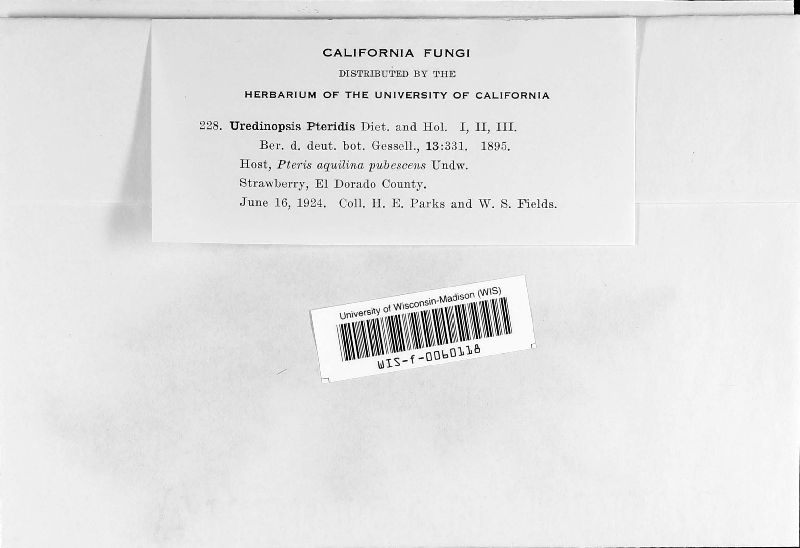 CALIFORNIA FUNGI
DISTRIBUTED BY THE
HERBARIUM OF THE UNIVERSITY OF CALIFORNIA
228. Uredinopsis Pteridis Diet. and Hol. I, II, III.
Ber. d. deut. bot. Gessell., 13:331. 1895.
Host, Pteris aquilina pubescens Undw.
Strawberry, El Dorado County.
June 16, 1924. Coll. H. E. Parks and W. S. Fields.
University of Wisconsin-Madison (WIS)
WIS-f-0060118